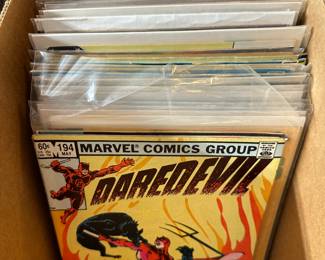 60¢ 194 MAY MARVEL COMICS GROUP
DAREDEVIL